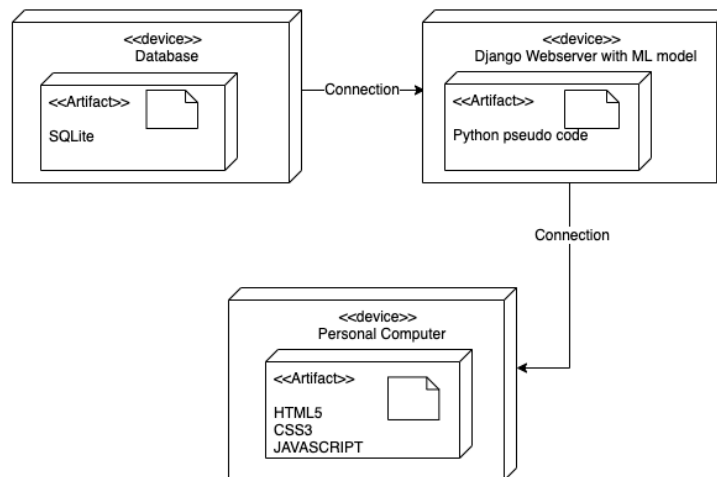 <<device>>
Database
<<Artifact>>
SQLite
Connection
<<device>>
Django Webserver with ML model
<<Artifact>>
Python pseudo code
Connection
<<device>>
Personal Computer
<<Artifact>>
HTML5
CSS3
JAVASCRIPT